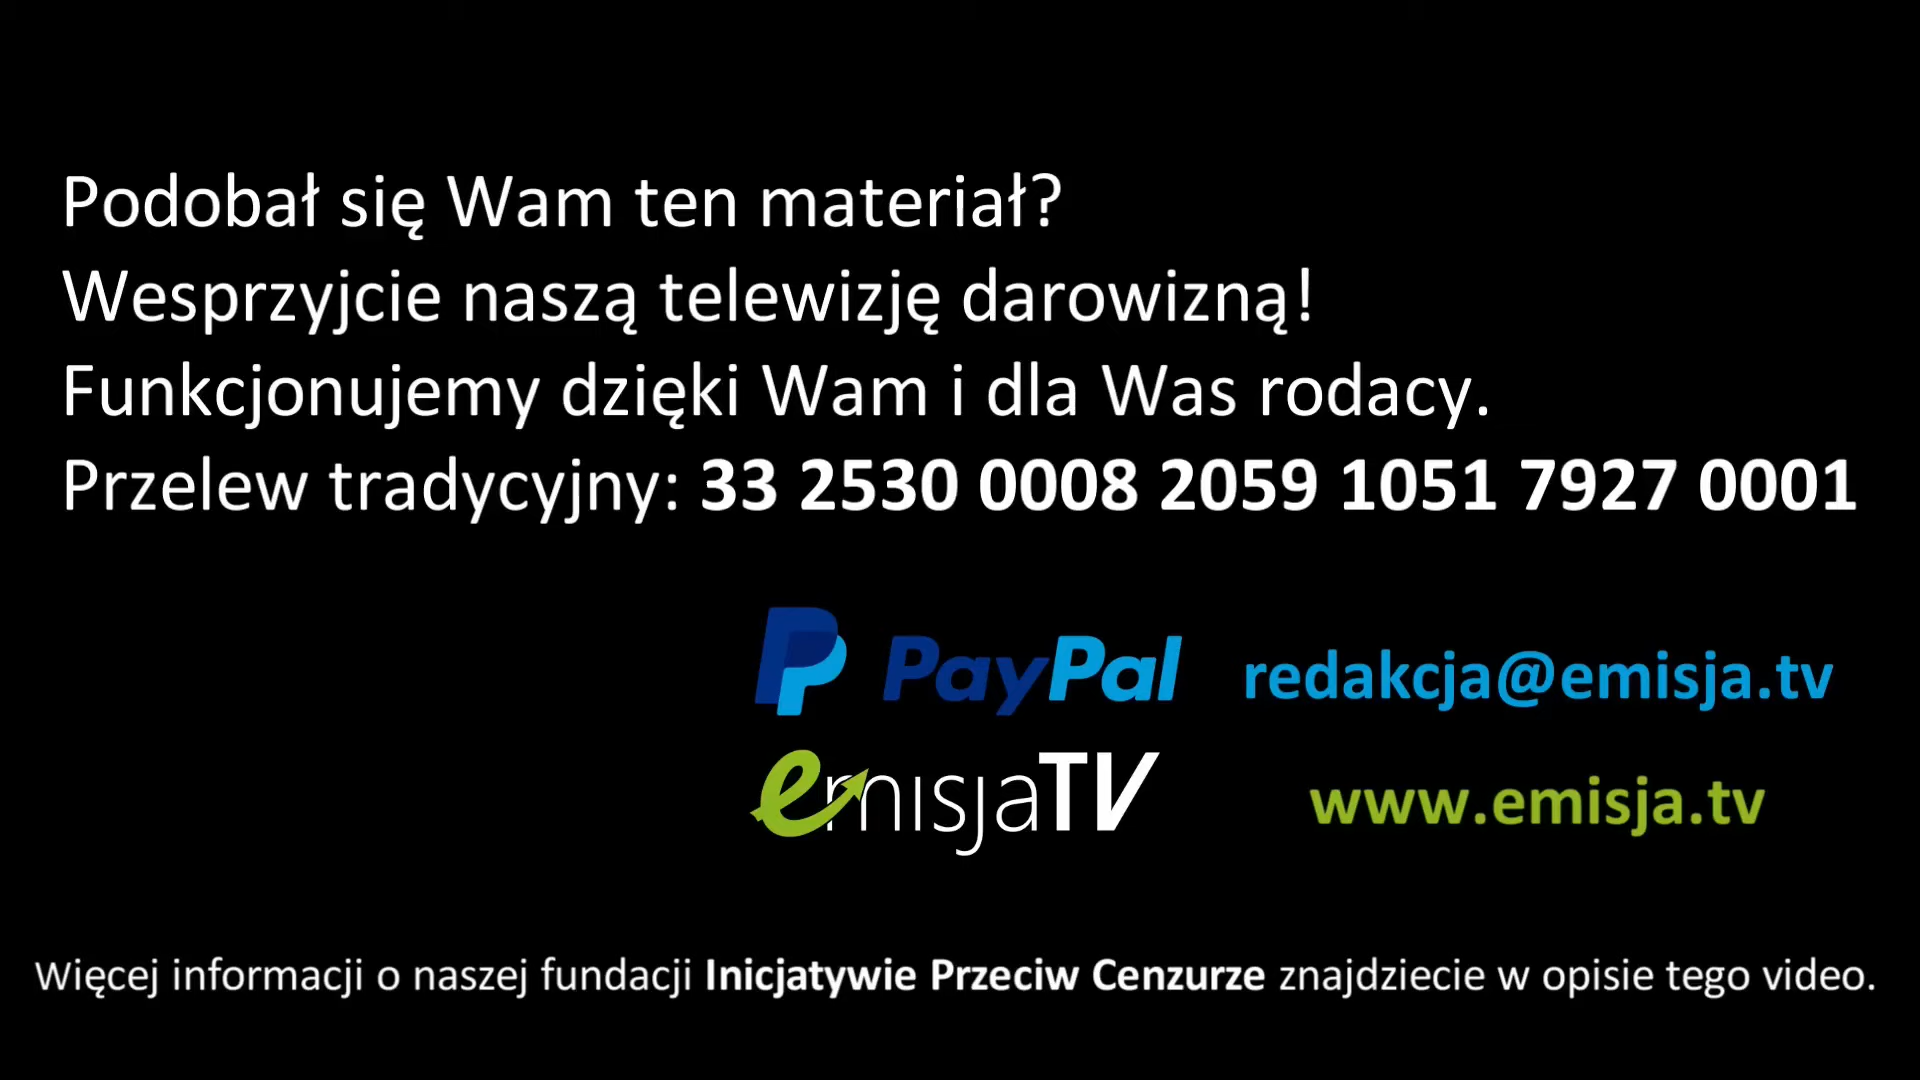 Podobał się Wam ten materiał?
Wesprzyjcie naszą telewizję darowizną!
Funkcjonujemy dzięki Wam i dla Was rodacy.
Przelew tradycyjny: 33 2530 0008 2059 1051 7927 0001
PayPal redakcja@emisja.tv
emisjaTV www.emisja.tv
Więcej informacji o naszej fundacji Inicjatywie Przeciw Cenzurze znajdziecie w opisie tego video.